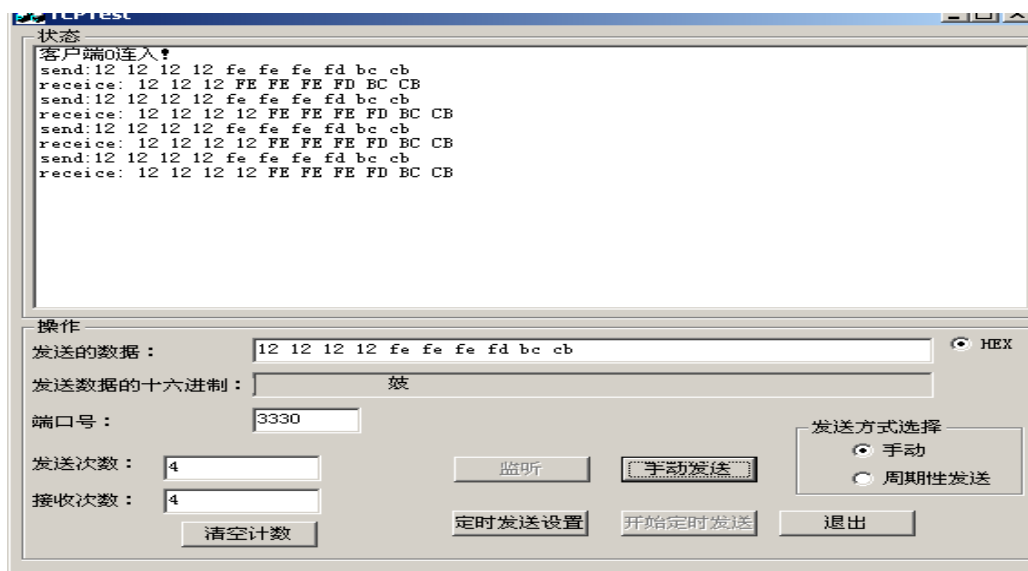 TCPTest
状态
客户端0连入!
send:12 12 12 12 fe fe fe fd bc cb
receice: 12 12 12 FE FE FE FD BC CB
send:12 12 12 12 fe fe fe fd bc cb
receice: 12 12 12 12 FE FE FE FD BC CB
send:12 12 12 12 fe fe fe fd bc cb
receice: 12 12 12 12 FE FE FE FD BC CB
send:12 12 12 12 fe fe fe fd bc cb
receice: 12 12 12 12 FE FE FE FD BC CB
操作
发送的数据: 12 12 12 12 fe fe fe fd bc cb HEX
发送数据的十六进制:
端口号: 3330
发送方式选择
手动
周期性发送
发送次数: 4 监听 手动发送
接收次数: 4
清空计数 定时发送设置 开始定时发送 退出